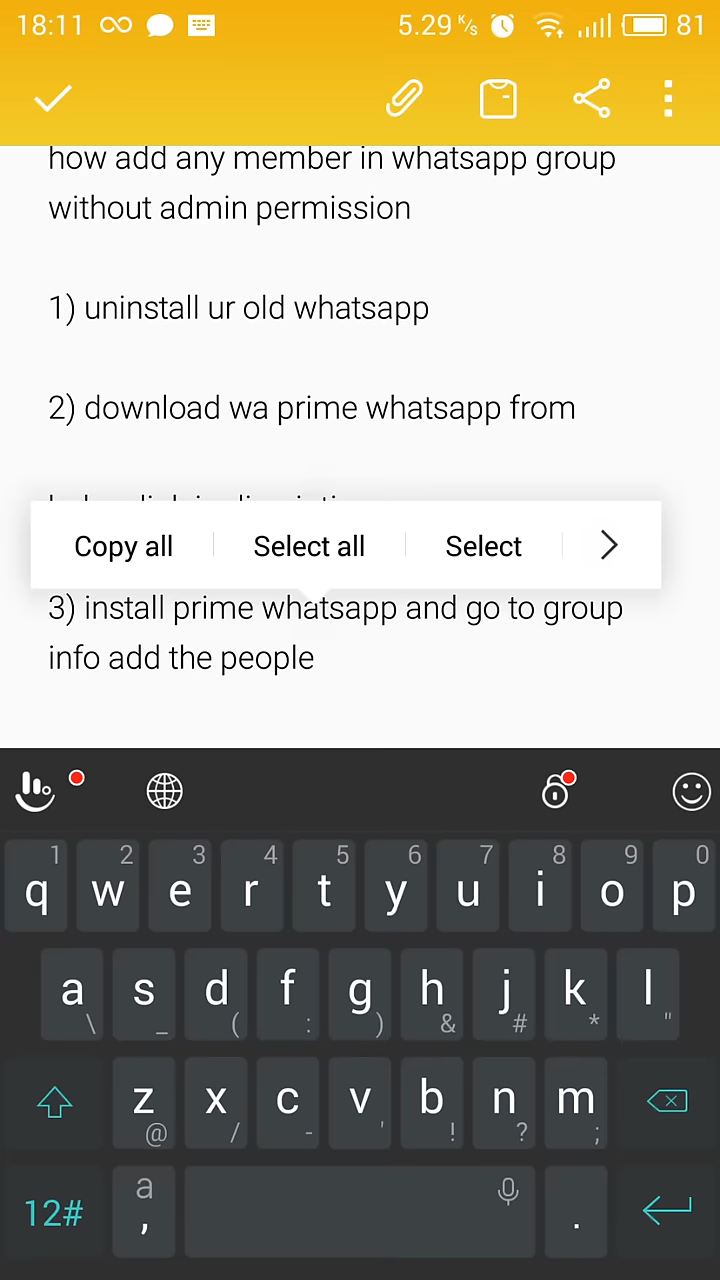 18:11 5.29 K/s 81
how add any member in whatsapp group
without admin permission
1) uninstall ur old whatsapp
2) download wa prime whatsapp from
Copy all Select all Select
3) install prime whatsapp and go to group
info add the people
1 2 3 4 5 6 7 8 9 0
q w e r t y u i o p
a s d f g h j k l
\ _ ( : ) & # * "
z x c v b n m
@ / - ' ! ? ;
12# a , .